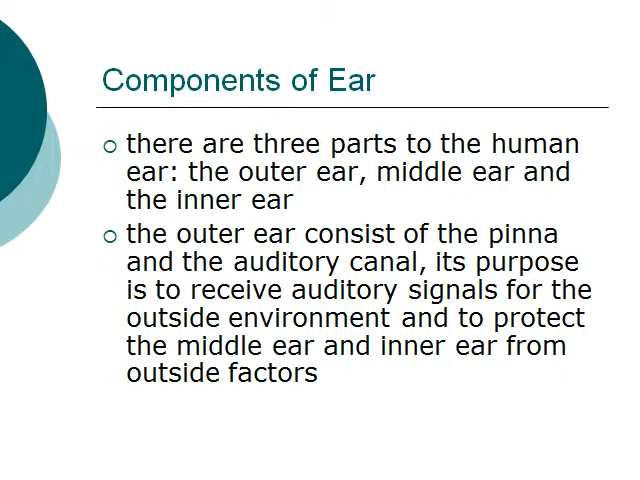 Components of Ear
there are three parts to the human
ear: the outer ear, middle ear and
the inner ear
the outer ear consist of the pinna
and the auditory canal, its purpose
is to receive auditory signals for the
outside environment and to protect
the middle ear and inner ear from
outside factors